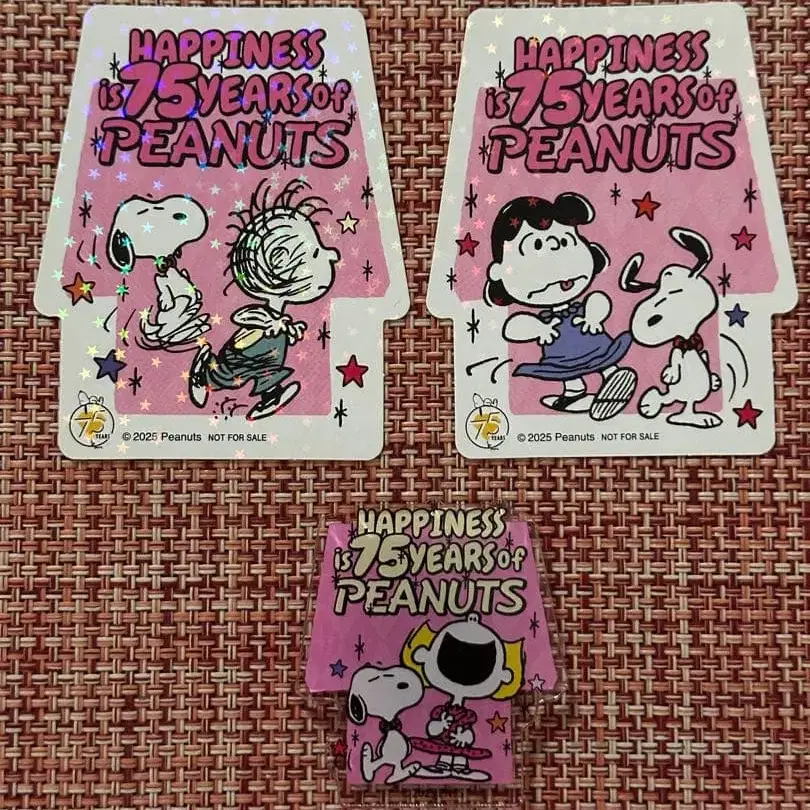 HAPPINESS
is 75 YEARS of
PEANUTS
75
YEARS
© 2025 Peanuts NOT FOR SALE
HAPPINESS
is 75 YEARS of
PEANUTS
75
YEARS
© 2025 Peanuts NOT FOR SALE
HAPPINESS
is 75 YEARS of
PEANUTS